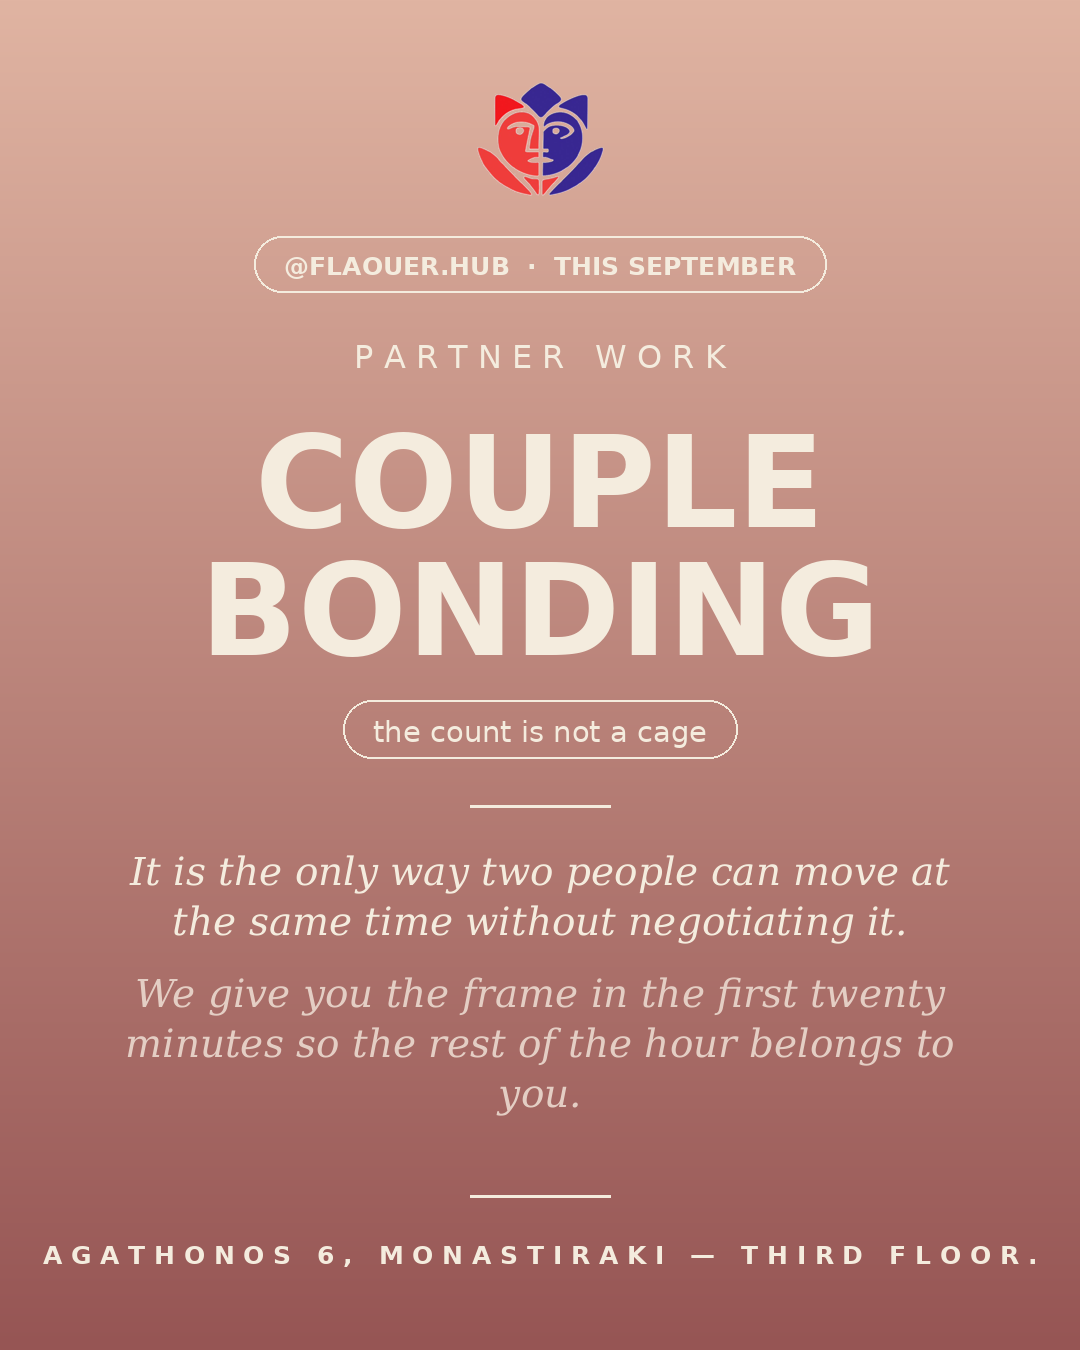 @FLAOUER.HUB · THIS SEPTEMBER
PARTNER WORK
COUPLE
BONDING
the count is not a cage
It is the only way two people can move at
the same time without negotiating it.
We give you the frame in the first twenty
minutes so the rest of the hour belongs to
you.
AGATHONOS 6, MONASTIRAKI — THIRD FLOOR.